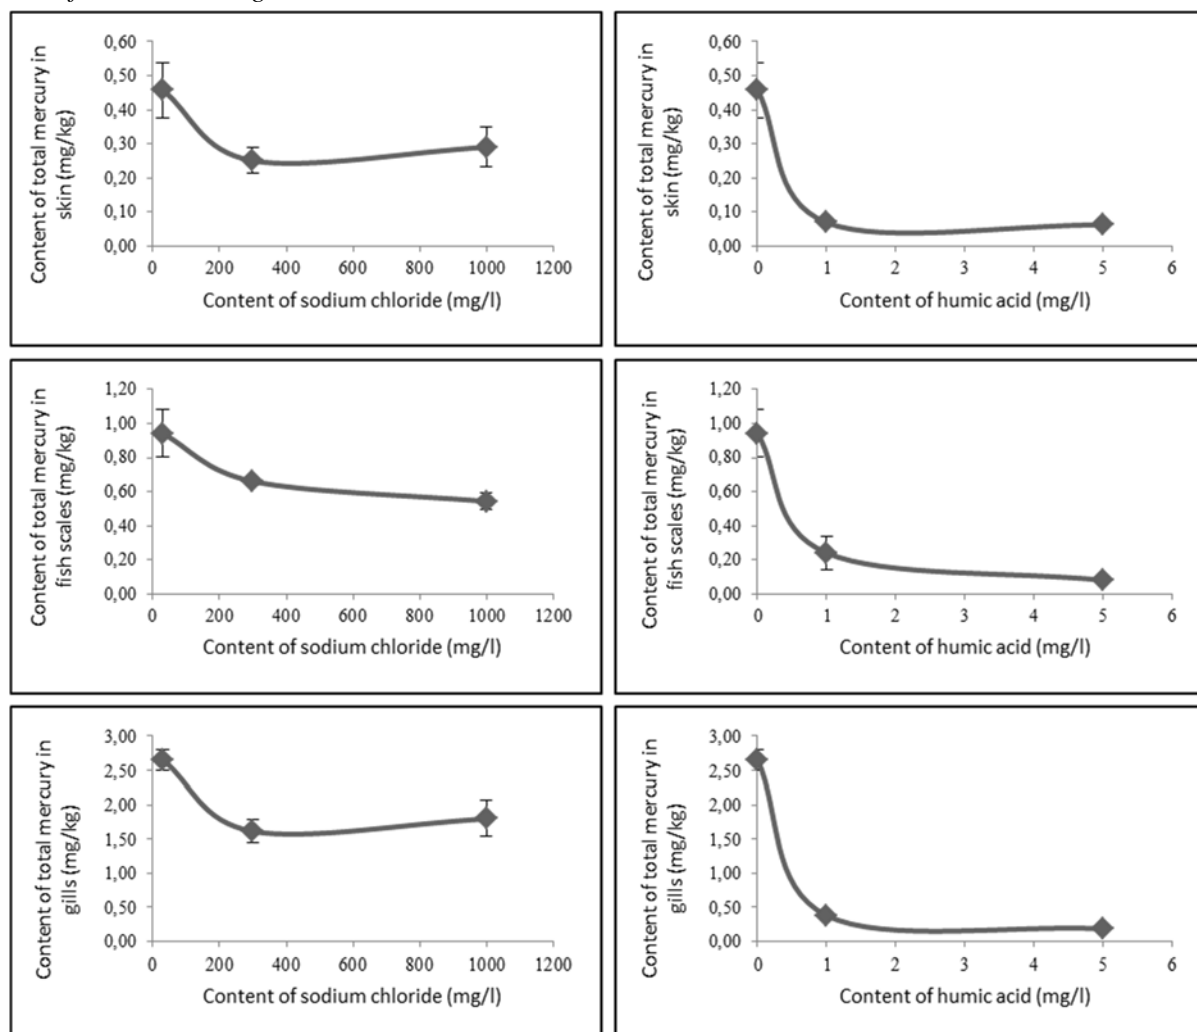 Content of total mercury in
skin (mg/kg)
0,60
0,50
0,40
0,30
0,20
0,10
0,00
0 200 400 600 800 1000 1200
Content of sodium chloride (mg/l)
Content of total mercury in
skin (mg/kg)
0,60
0,50
0,40
0,30
0,20
0,10
0,00
0 1 2 3 4 5 6
Content of humic acid (mg/l)
Content of total mercury in
fish scales (mg/kg)
1,20
1,00
0,80
0,60
0,40
0,20
0,00
0 200 400 600 800 1000 1200
Content of sodium chloride (mg/l)
Content of total mercury in
fish scales (mg/kg)
1,20
1,00
0,80
0,60
0,40
0,20
0,00
0 1 2 3 4 5 6
Content of humic acid (mg/l)
Content of total mercury in
gills (mg/kg)
3,00
2,50
2,00
1,50
1,00
0,50
0,00
0 200 400 600 800 1000 1200
Content of sodium chloride (mg/l)
Content of total mercury in
gills (mg/kg)
3,00
2,50
2,00
1,50
1,00
0,50
0,00
0 1 2 3 4 5 6
Content of humic acid (mg/l)